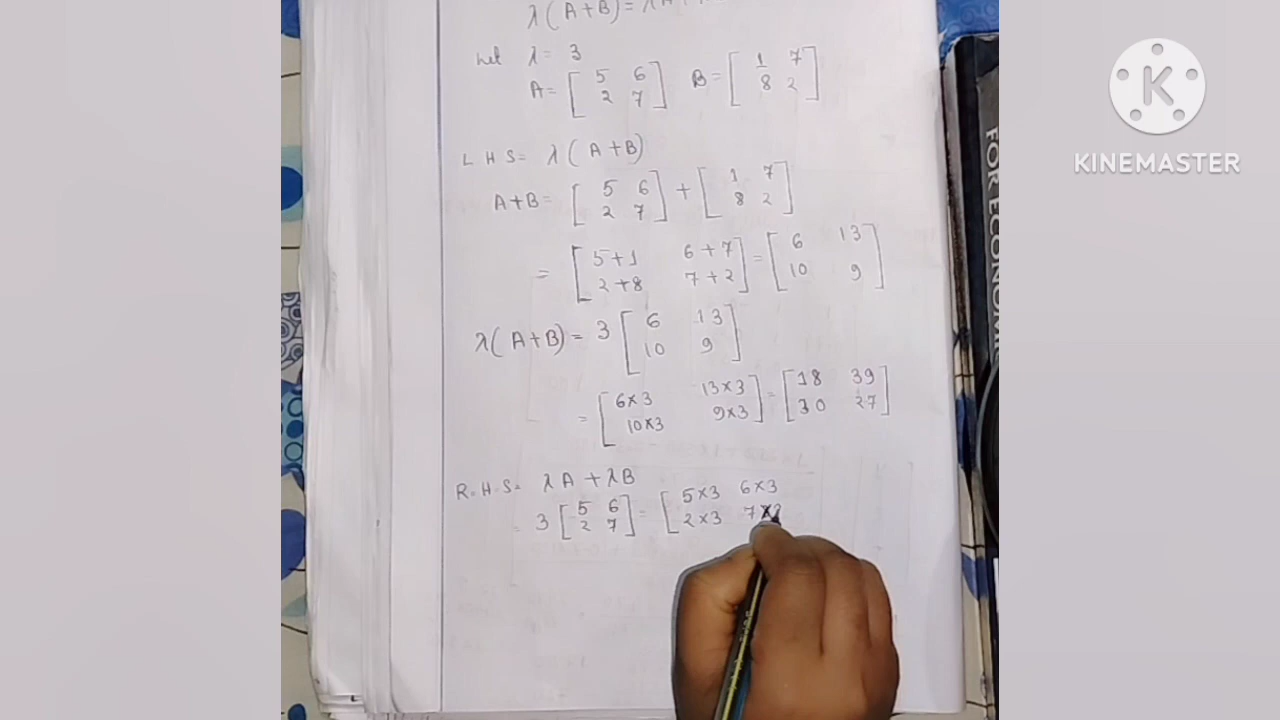 λ(A+B)=λA+
Let λ = 3
A= [ 5 6 ] B= [ 1 7 ]
[ 2 7 ] [ 8 2 ]
L H S= λ(A+B)
A+B= [ 5 6 ] + [ 1 7 ]
[ 2 7 ] [ 8 2 ]
= [ 5+1 6+7 ] = [ 6 13 ]
[ 2+8 7+2 ] [ 10 9 ]
λ(A+B)= 3 [ 6 13 ]
[ 10 9 ]
= [ 6×3 13×3 ] = [ 18 39 ]
[ 10×3 9×3 ] [ 30 27 ]
R.H.S= λA+λB
= 3 [ 5 6 ] = [ 5×3 6×3
[ 2 7 ] [ 2×3 7×
K
KINEMASTER
FOR ECONOMIC